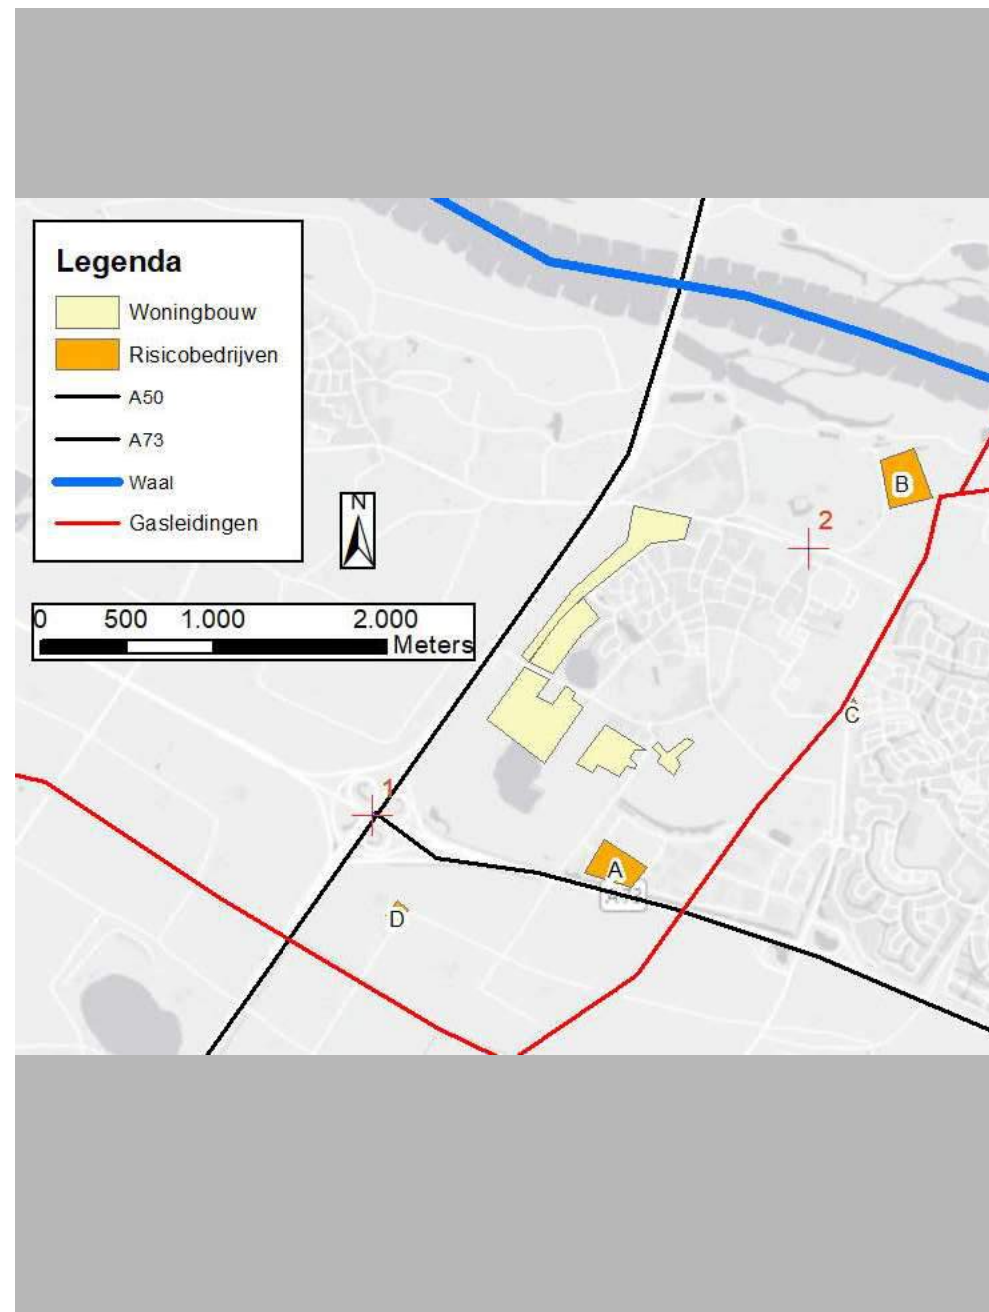 Legenda
Woningbouw
Risicobedrijven
A50
A73
Waal
Gasleidingen
N
0 500 1.000 2.000
Meters
B
2
C
1
A
D